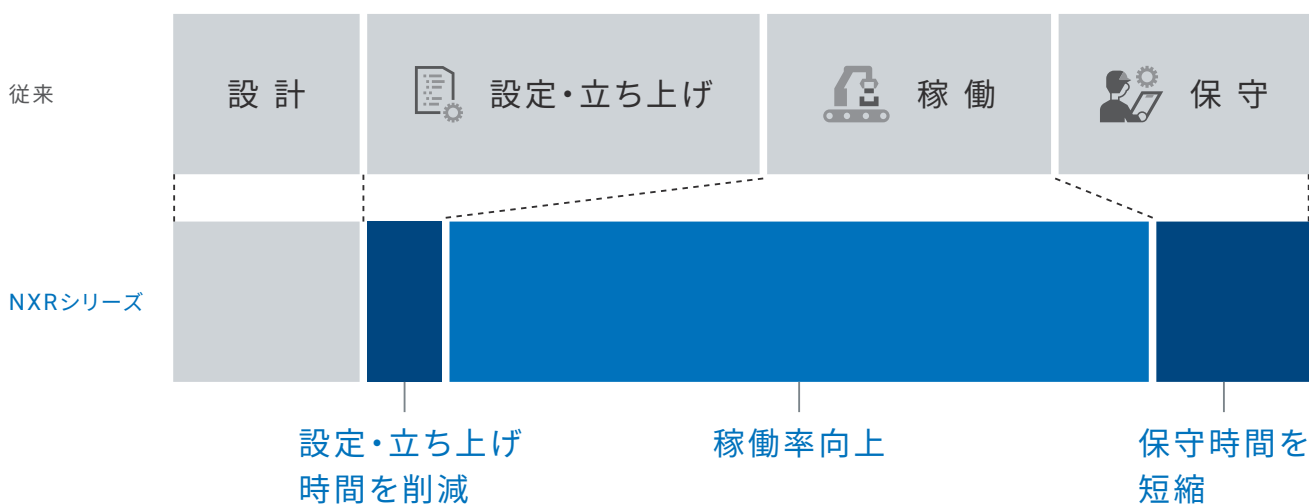 従来
設計
設定・立ち上げ
稼働
保守
NXRシリーズ
設定・立ち上げ
時間を削減
稼働率向上
保守時間を
短縮